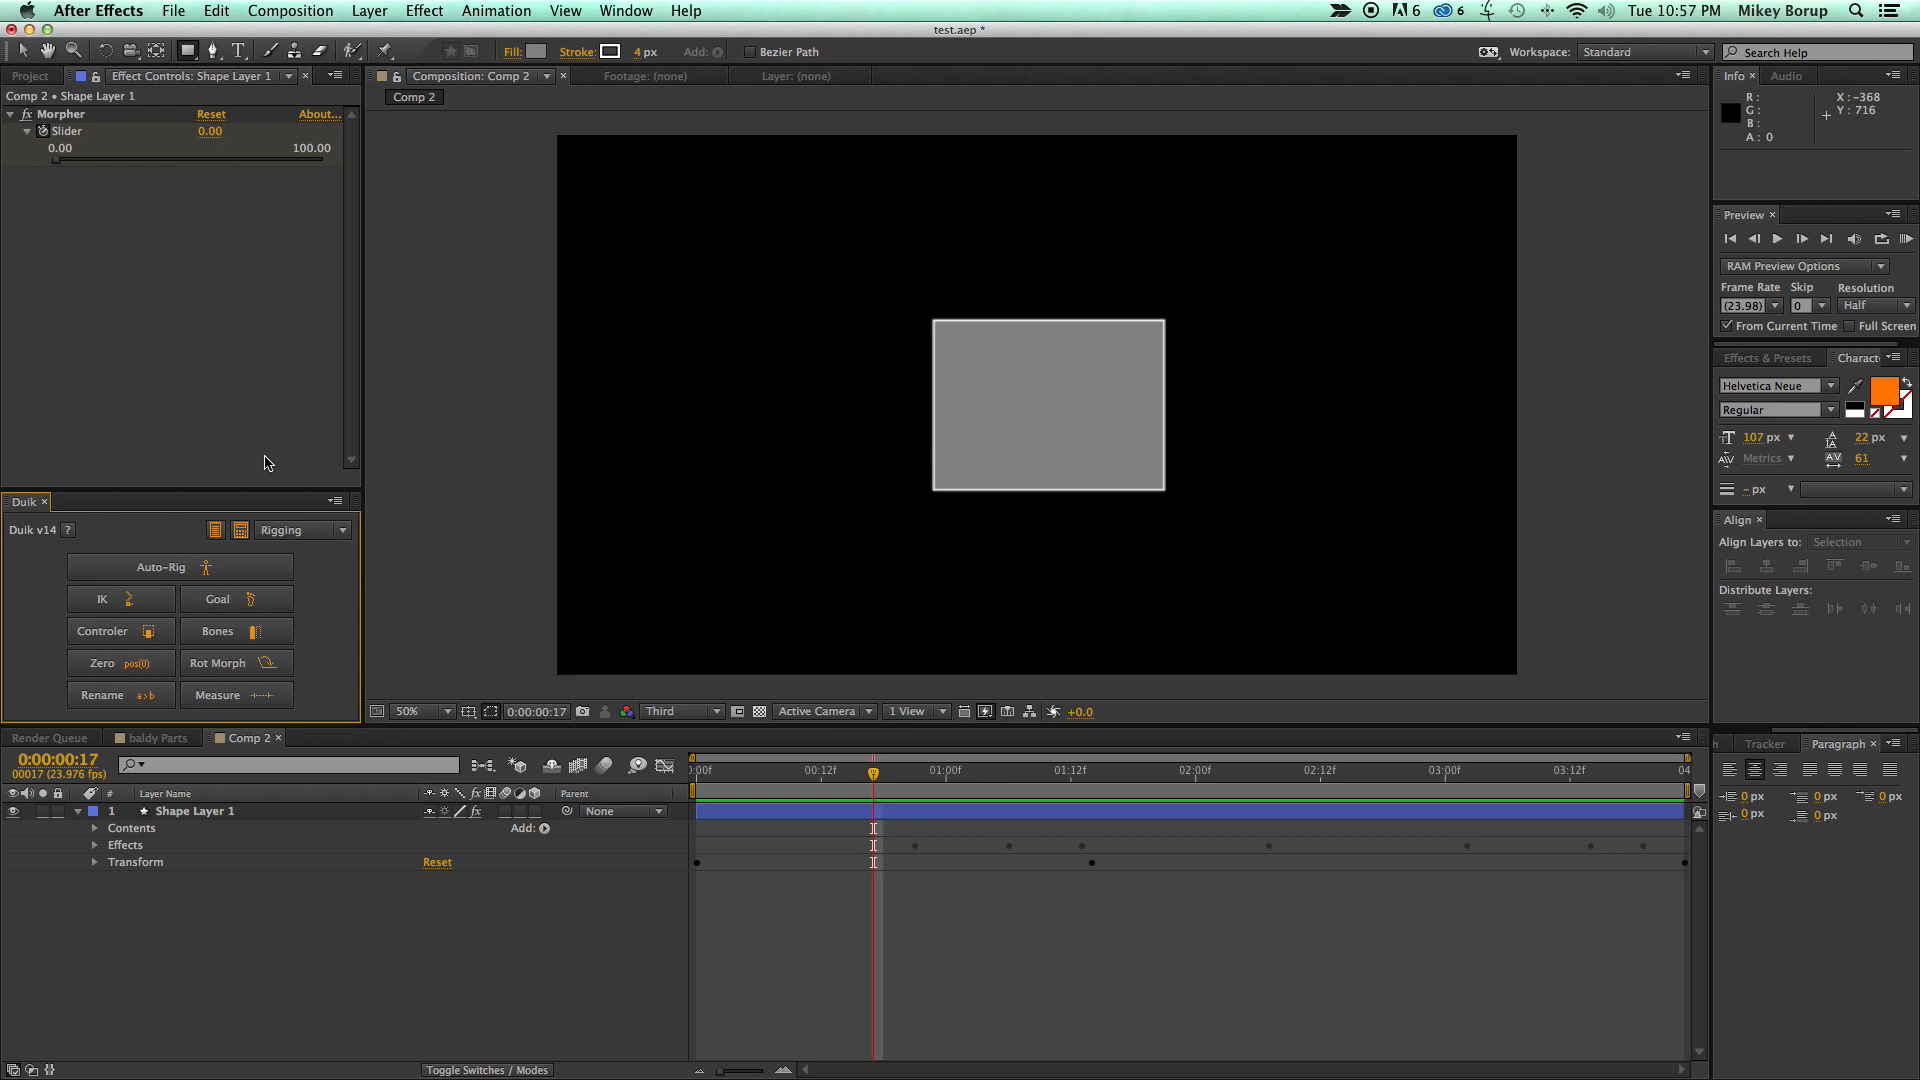 After Effects File Edit Composition Layer Effect Animation View Window Help 6 6 Tue 10:57 PM Mikey Borup
test.aep *
T Fill: Stroke: 4 px Add: Bezier Path Workspace: Standard Search Help
Project Effect Controls: Shape Layer 1 Composition: Comp 2 Footage: (none) Layer: (none) Info Audio
Comp 2 • Shape Layer 1
Comp 2
R: X: -368
G: Y: 716
B:
A: 0
fx Morpher Reset About...
Slider 0.00
0.00 100.00
Preview
RAM Preview Options
Frame Rate Skip Resolution
(23.98) 0 Half
From Current Time Full Screen
Effects & Presets Characte
Helvetica Neue
Regular
107 px 22 px
Metrics 61
- px
Align
Align Layers to: Selection
Distribute Layers:
Duik
Duik v14 ? Rigging
Auto-Rig
IK Goal
Controler Bones
Zero pos(0) Rot Morph
Rename a>b Measure
50% 0:00:00:17 Third Active Camera 1 View +0.0
Render Queue baldy Parts Comp 2
0:00:00:17
00017 (23.976 fps)
:00f 00:12f 01:00f 01:12f 02:00f 02:12f 03:00f 03:12f 04
# Layer Name fx Parent
1 Shape Layer 1 fx None
Contents Add:
Effects
Transform Reset
Toggle Switches / Modes
Tracker Paragraph
0 px 0 px 0 px
0 px 0 px